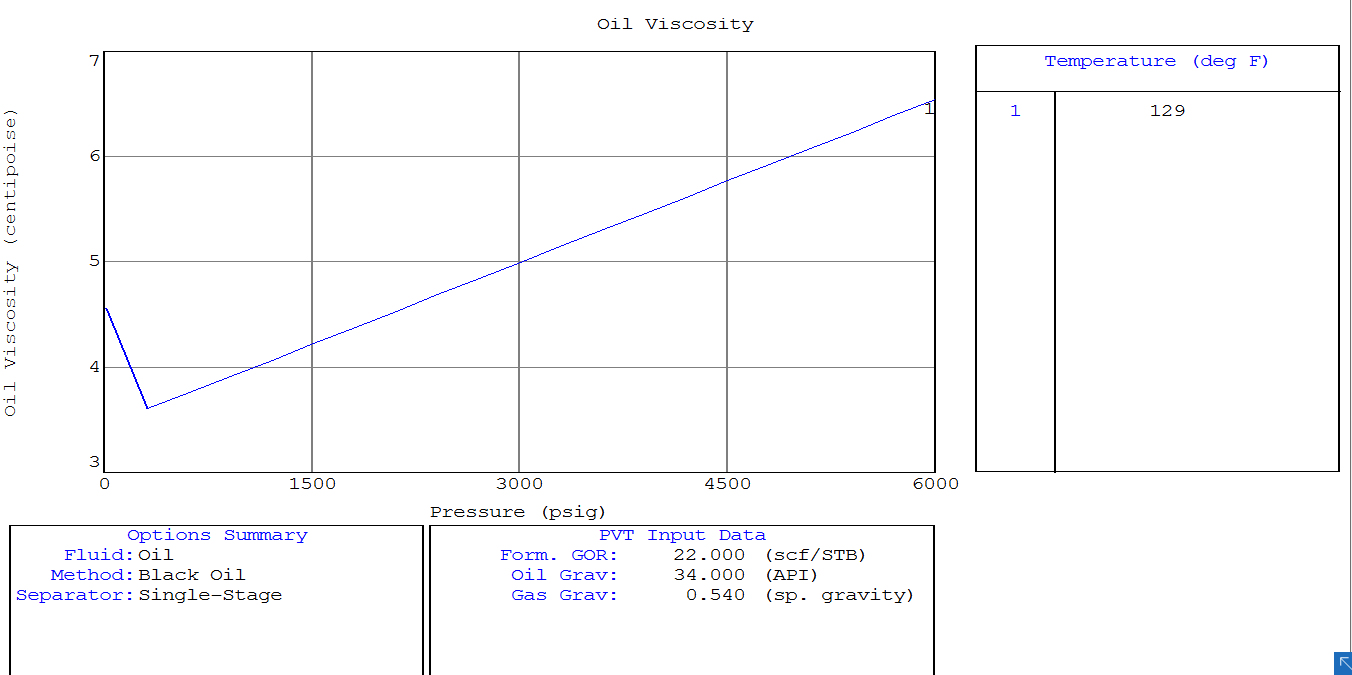 Oil Viscosity
Oil Viscosity (centipoise)
7
6
5
4
3
0 1500 3000 4500 6000
Pressure (psig)
1
Temperature (deg F)
1 129
Options Summary
Fluid: Oil
Method: Black Oil
Separator: Single-Stage
PVT Input Data
Form. GOR: 22.000 (scf/STB)
Oil Grav: 34.000 (API)
Gas Grav: 0.540 (sp. gravity)